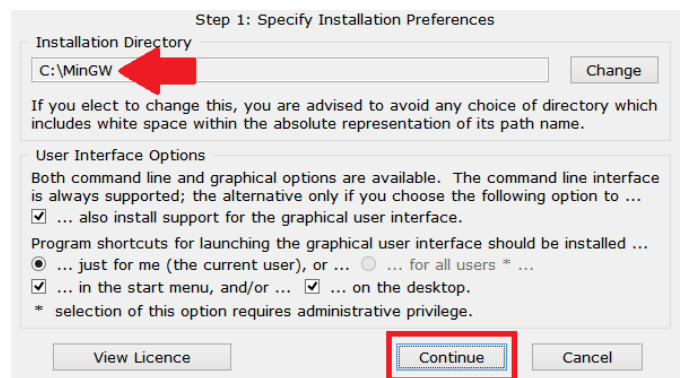 Step 1: Specify Installation Preferences
Installation Directory
C:\MinGW
Change
If you elect to change this, you are advised to avoid any choice of directory which
includes white space within the absolute representation of its path name.
User Interface Options
Both command line and graphical options are available.  The command line interface
is always supported; the alternative only if you choose the following option to ...
... also install support for the graphical user interface.
Program shortcuts for launching the graphical user interface should be installed ...
... just for me (the current user), or ... ... for all users * ...
... in the start menu, and/or ... ... on the desktop.
* selection of this option requires administrative privilege.
View Licence Continue Cancel